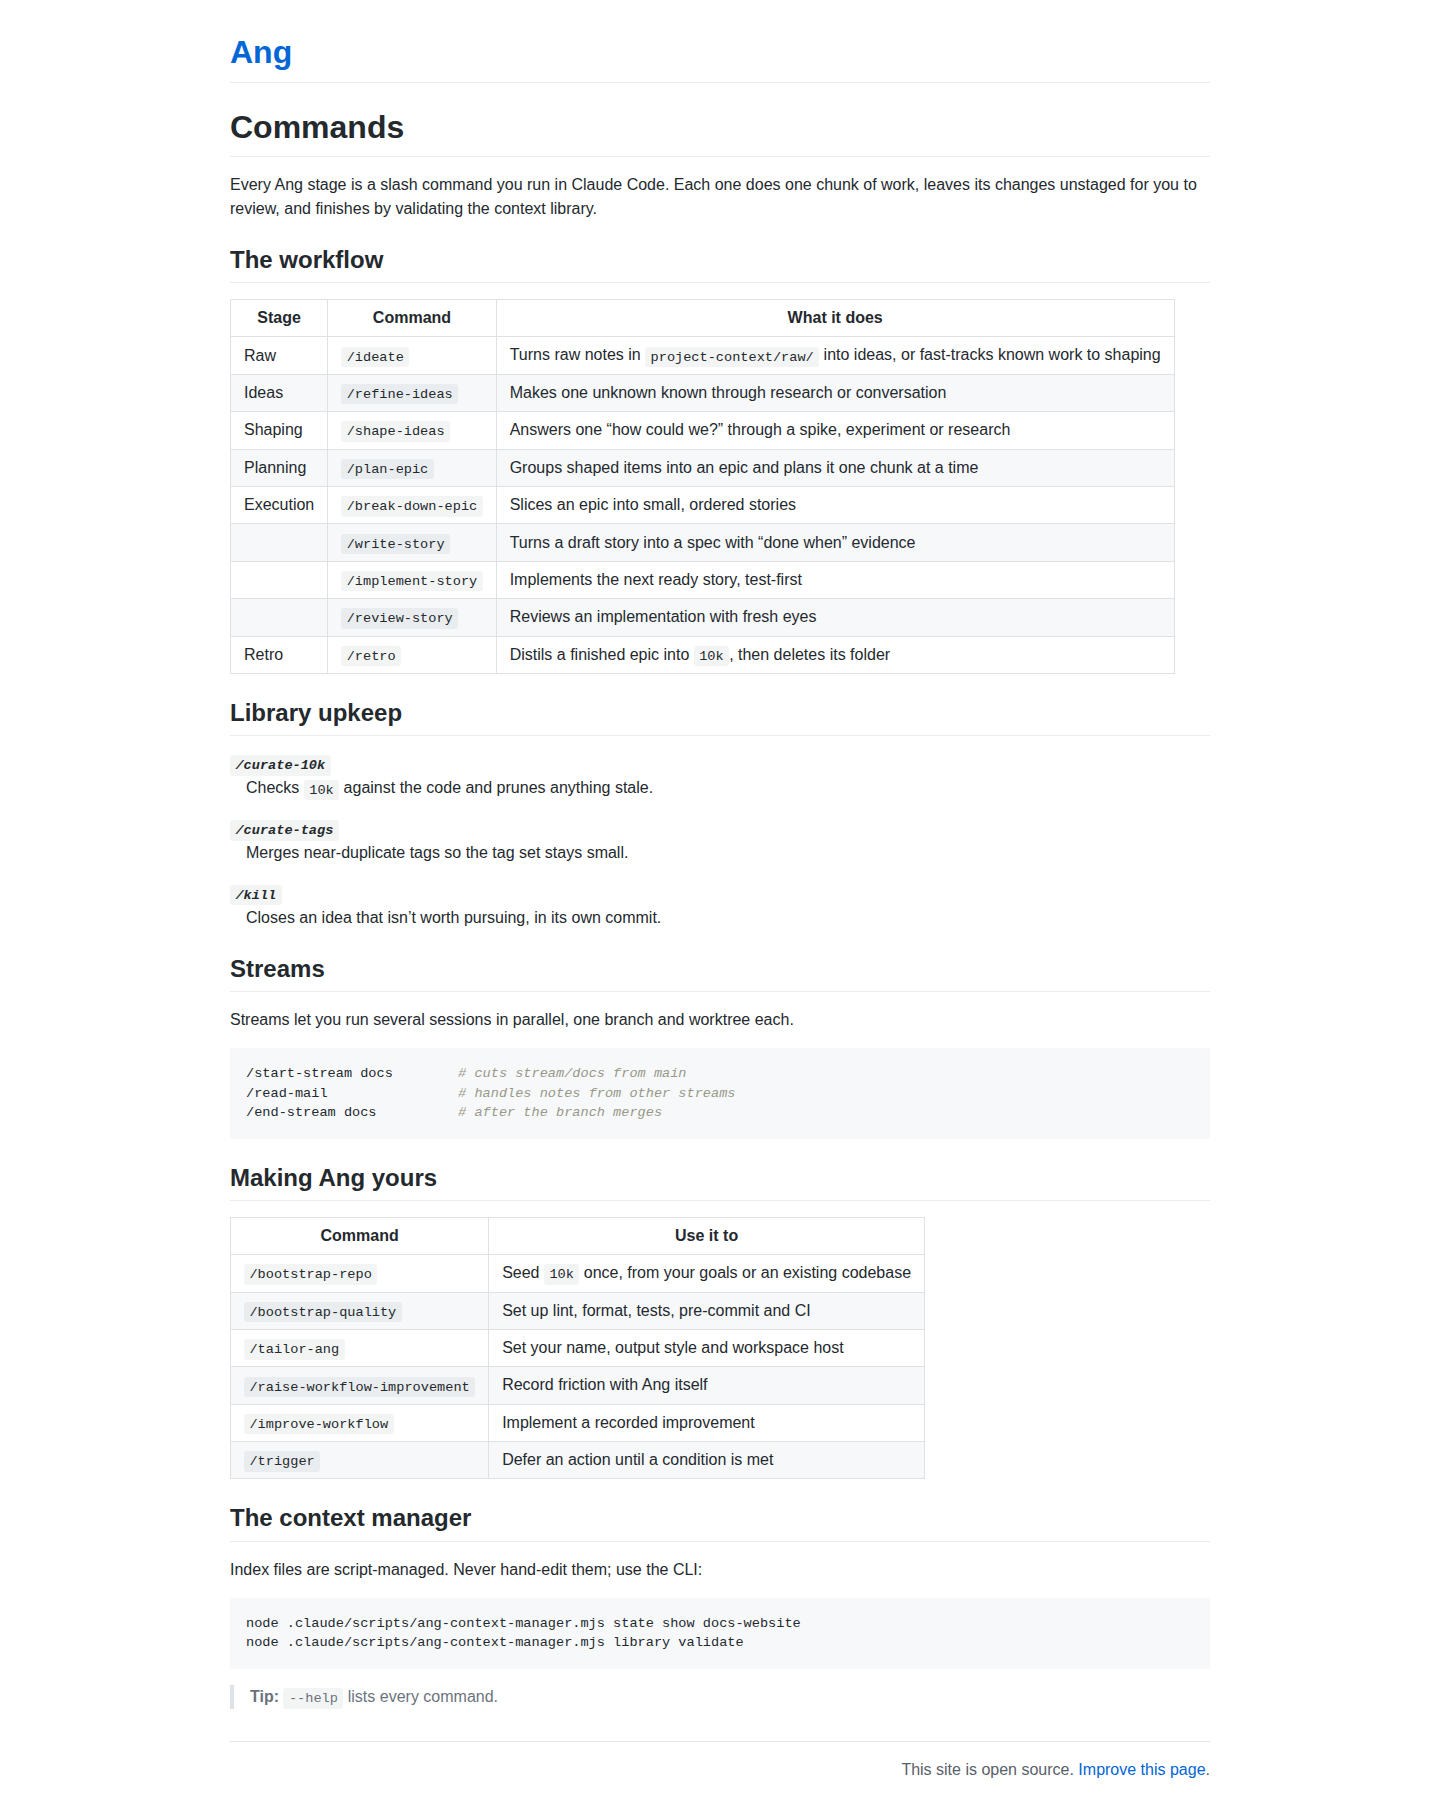 Ang
Commands
Every Ang stage is a slash command you run in Claude Code. Each one does one chunk of work, leaves its changes unstaged for you to
review, and finishes by validating the context library.
The workflow
Stage Command What it does
Raw /ideate Turns raw notes in project-context/raw/ into ideas, or fast-tracks known work to shaping
Ideas /refine-ideas Makes one unknown known through research or conversation
Shaping /shape-ideas Answers one “how could we?” through a spike, experiment or research
Planning /plan-epic Groups shaped items into an epic and plans it one chunk at a time
Execution /break-down-epic Slices an epic into small, ordered stories
/write-story Turns a draft story into a spec with “done when” evidence
/implement-story Implements the next ready story, test-first
/review-story Reviews an implementation with fresh eyes
Retro /retro Distils a finished epic into 10k, then deletes its folder
Library upkeep
/curate-10k
Checks 10k against the code and prunes anything stale.
/curate-tags
Merges near-duplicate tags so the tag set stays small.
/kill
Closes an idea that isn’t worth pursuing, in its own commit.
Streams
Streams let you run several sessions in parallel, one branch and worktree each.
/start-stream docs # cuts stream/docs from main
/read-mail # handles notes from other streams
/end-stream docs # after the branch merges
Making Ang yours
Command Use it to
/bootstrap-repo Seed 10k once, from your goals or an existing codebase
/bootstrap-quality Set up lint, format, tests, pre-commit and CI
/tailor-ang Set your name, output style and workspace host
/raise-workflow-improvement Record friction with Ang itself
/improve-workflow Implement a recorded improvement
/trigger Defer an action until a condition is met
The context manager
Index files are script-managed. Never hand-edit them; use the CLI:
node .claude/scripts/ang-context-manager.mjs state show docs-website
node .claude/scripts/ang-context-manager.mjs library validate
Tip: --help lists every command.
This site is open source. Improve this page.